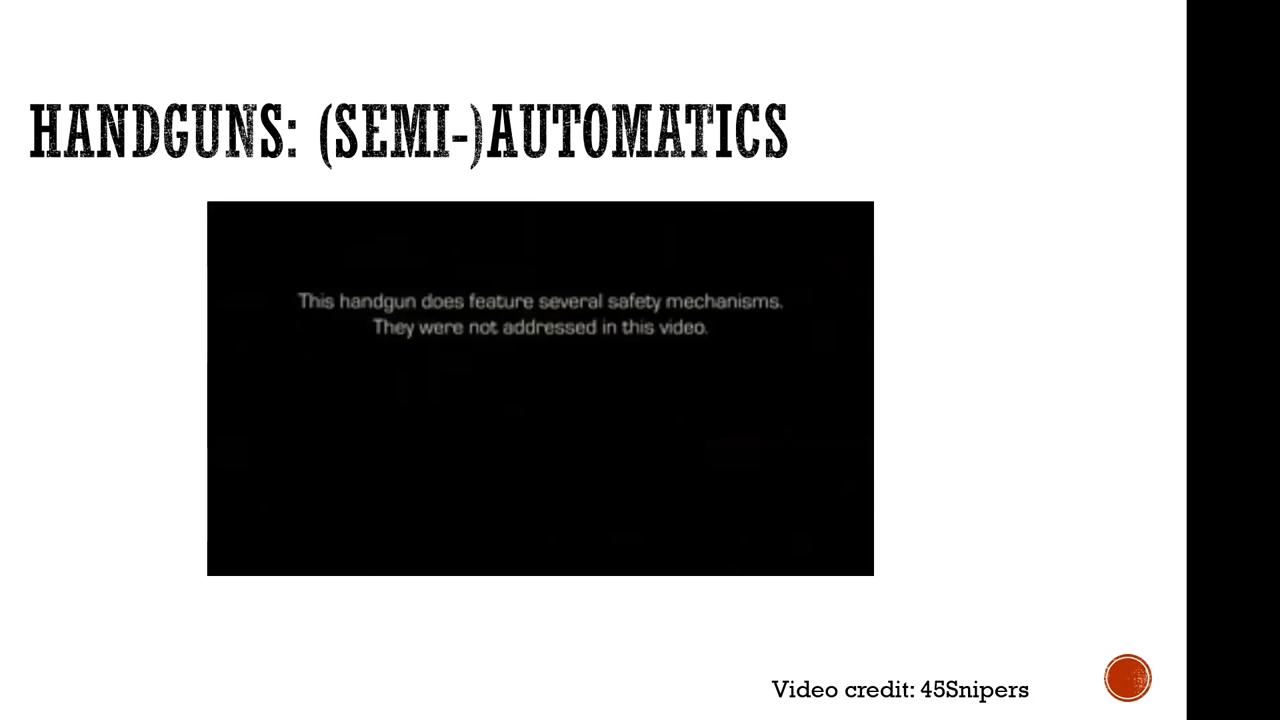 HANDGUNS: (SEMI-)AUTOMATICS
This handgun does feature several safety mechanisms.
They were not addressed in this video.
Video credit: 45Snipers